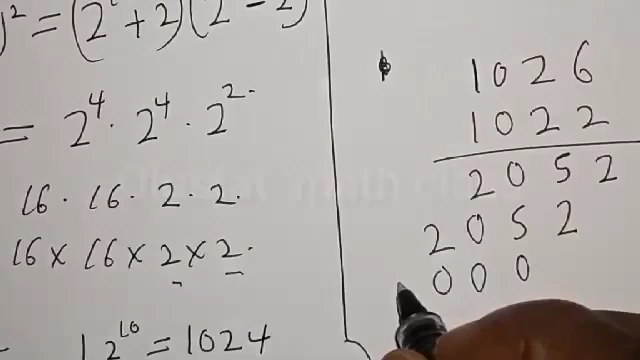 )² = (2 + 2)(2 - 2)
= 2⁴ · 2⁴ · 2² ·
16 · 16 · 2 · 2 ·
16 × 16 × 2 × 2 ·
2¹⁰ = 1024
1026
1022
2052
2052
000